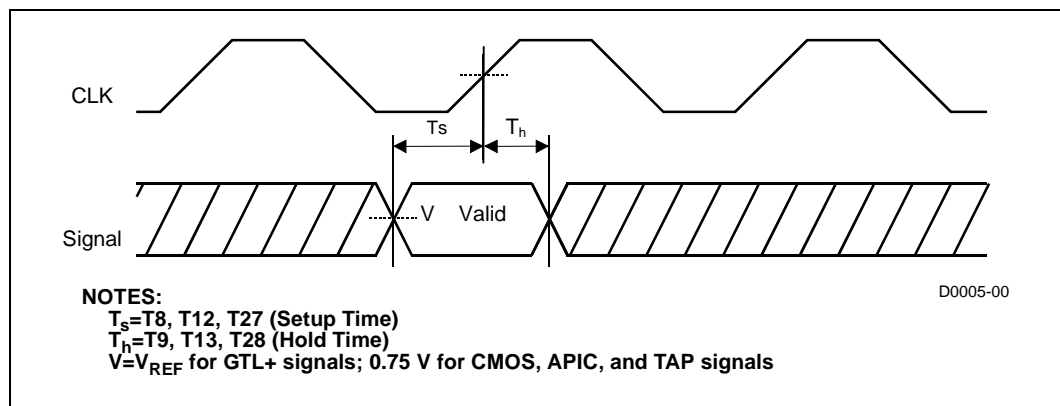 CLK
Ts
Th
V Valid
Signal
D0005-00
NOTES:
Ts=T8, T12, T27 (Setup Time)
Th=T9, T13, T28 (Hold Time)
V=VREF for GTL+ signals; 0.75 V for CMOS, APIC, and TAP signals